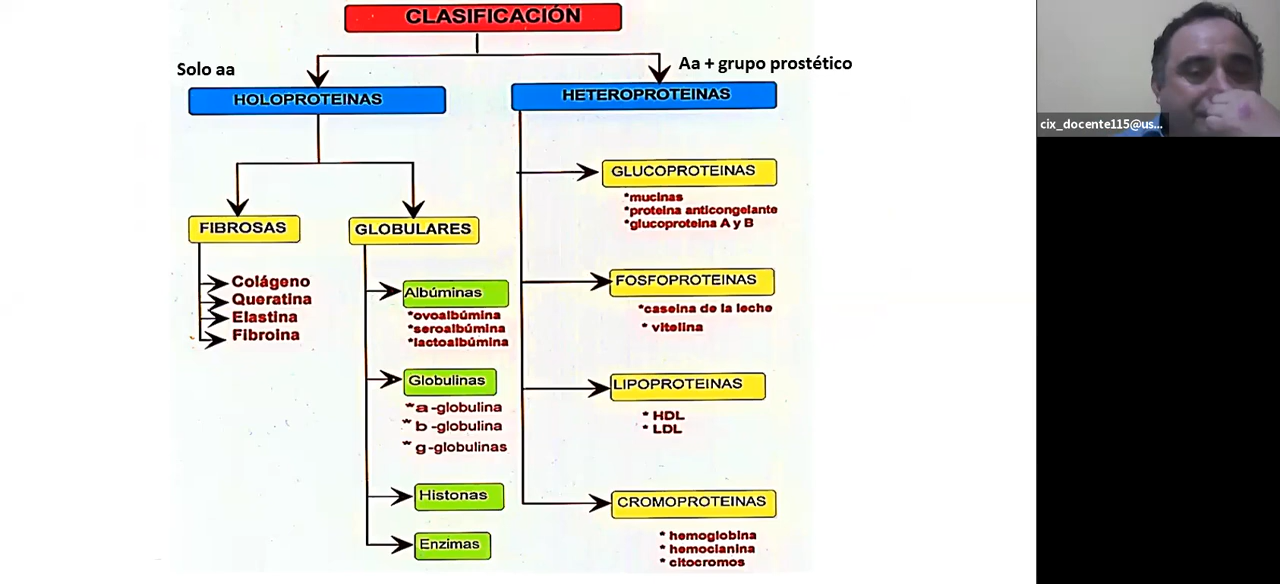 CLASIFICACIÓN
Solo aa
Aa + grupo prostético
HOLOPROTEINAS
HETEROPROTEINAS
FIBROSAS
Colágeno
Queratina
Elastina
Fibroina
GLOBULARES
Albúminas
*ovoalbúmina
*seroalbúmina
*lactoalbúmina
Globulinas
*a-globulina
*b-globulina
*g-globulinas
Histonas
Enzimas
GLUCOPROTEINAS
*mucinas
*proteina anticongelante
*glucoproteina A y B
FOSFOPROTEINAS
*caseina de la leche
* vitelina
LIPOPROTEINAS
* HDL
* LDL
CROMOPROTEINAS
* hemoglobina
* hemocianina
* citocromos
cix_docente115@us...